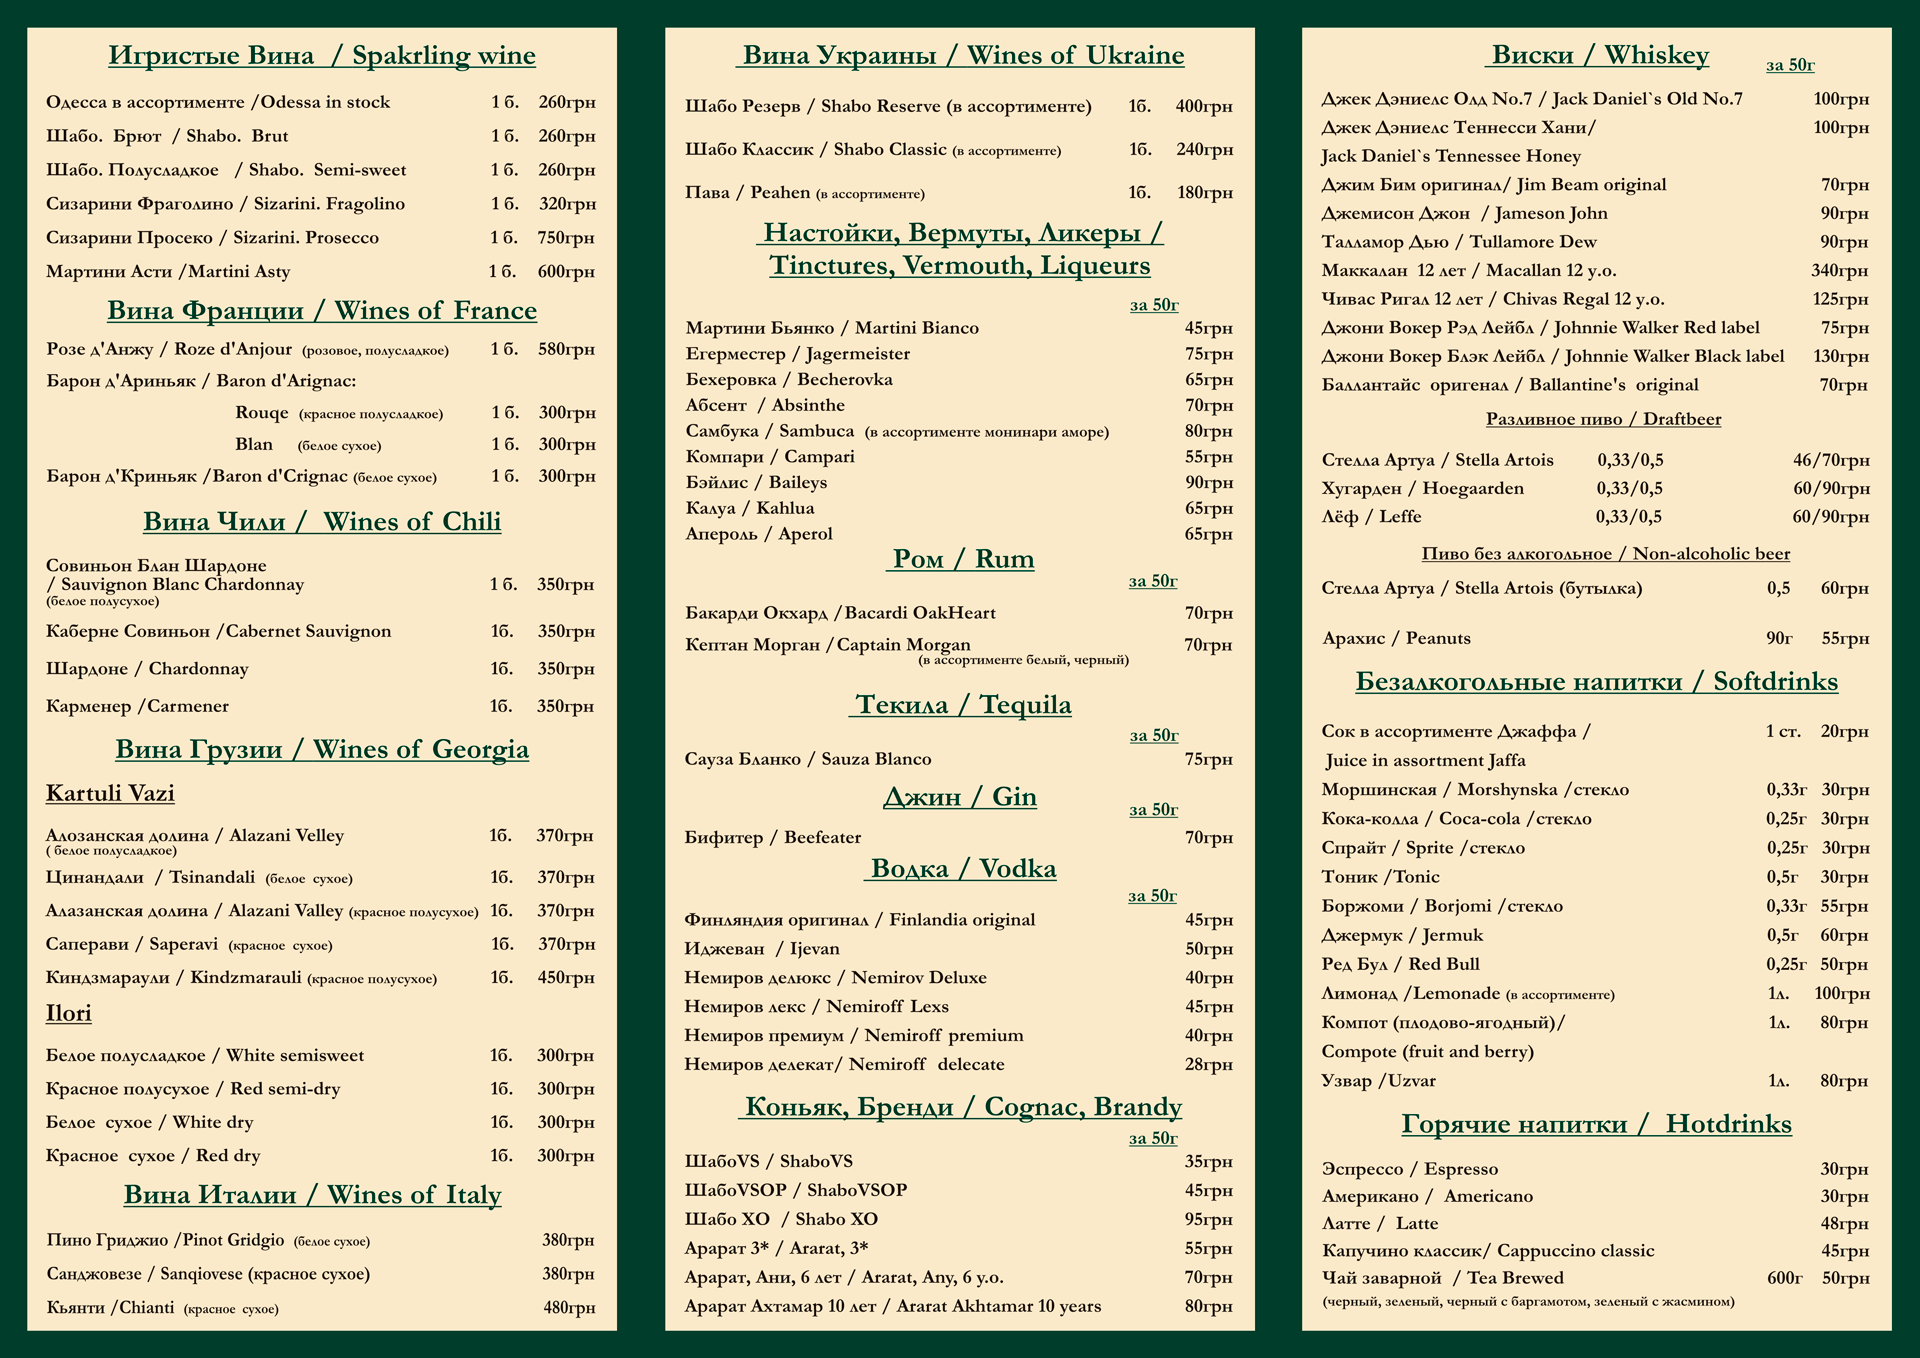 Игристые Вина / Spakrling wine
Одесса в ассортименте /Odessa in stock 1 б. 260грн
Шабо. Брют / Shabo. Brut 1 б. 260грн
Шабо. Полусладкое / Shabo. Semi-sweet 1 б. 260грн
Сизарини Фраголино / Sizarini. Fragolino 1 б. 320грн
Сизарини Просеко / Sizarini. Prosecco 1 б. 750грн
Мартини Асти /Martini Asty 1 б. 600грн
Вина Франции / Wines of France
Розе д'Анжу / Roze d'Anjour (розовое, полусладкое) 1 б. 580грн
Барон д'Ариньяк / Baron d'Arignac:
Rouqe (красное полусладкое) 1 б. 300грн
Blan (белое сухое) 1 б. 300грн
Барон д'Криньяк /Baron d'Crignac (белое сухое) 1 б. 300грн
Вина Чили / Wines of Chili
Совиньон Блан Шардоне
/ Sauvignon Blanc Chardonnay 1 б. 350грн
(белое полусухое)
Каберне Совиньон /Cabernet Sauvignon 1б. 350грн
Шардоне / Chardonnay 1б. 350грн
Карменер /Carmener 1б. 350грн
Вина Грузии / Wines of Georgia
Kartuli Vazi
Алозанская долина / Alazani Velley 1б. 370грн
( белое полусладкое)
Цинандали / Tsinandali (белое сухое) 1б. 370грн
Алазанская долина / Alazani Valley (красное полусухое) 1б. 370грн
Саперави / Saperavi (красное сухое) 1б. 370грн
Киндзмараули / Kindzmarauli (красное полусухое) 1б. 450грн
Ilori
Белое полусладкое / White semisweet 1б. 300грн
Красное полусухое / Red semi-dry 1б. 300грн
Белое сухое / White dry 1б. 300грн
Красное сухое / Red dry 1б. 300грн
Вина Италии / Wines of Italy
Пино Гриджио /Pinot Gridgio (белое сухое) 380грн
Санджовезе / Sanqiovese (красное сухое) 380грн
Кьянти /Chianti (красное сухое) 480грн
Вина Украины / Wines of Ukraine
Шабо Резерв / Shabo Reserve (в ассортименте) 1б. 400грн
Шабо Классик / Shabo Classic (в ассортименте) 1б. 240грн
Пава / Peahen (в ассортименте) 1б. 180грн
Настойки, Вермуты, Ликеры /
Tinctures, Vermouth, Liqueurs
за 50г
Мартини Бьянко / Martini Bianco 45грн
Егерместер / Jagermeister 75грн
Бехеровка / Becherovka 65грн
Абсент / Absinthe 70грн
Самбука / Sambuca (в ассортименте монинари аморе) 80грн
Компари / Campari 55грн
Бэйлис / Baileys 90грн
Калуа / Kahlua 65грн
Апероль / Aperol 65грн
Ром / Rum
за 50г
Бакарди Окхард /Bacardi OakHeart 70грн
Кептан Морган /Captain Morgan 70грн
(в ассортименте белый, черный)
Текила / Tequila
за 50г
Сауза Бланко / Sauza Blanco 75грн
Джин / Gin
за 50г
Бифитер / Beefeater 70грн
Водка / Vodka
за 50г
Финляндия оригинал / Finlandia original 45грн
Иджеван / Ijevan 50грн
Немиров делюкс / Nemirov Deluxe 40грн
Немиров лекс / Nemiroff Lexs 45грн
Немиров премиум / Nemiroff premium 40грн
Немиров делекат/ Nemiroff delecate 28грн
Коньяк, Бренди / Cognac, Brandy
за 50г
ШабоVS / ShaboVS 35грн
ШабоVSOP / ShaboVSOP 45грн
Шабо XO / Shabo XO 95грн
Арарат 3* / Ararat, 3* 55грн
Арарат, Ани, 6 лет / Ararat, Any, 6 y.o. 70грн
Арарат Ахтамар 10 лет / Ararat Akhtamar 10 years 80грн
Виски / Whiskey за 50г
Джек Дэниелс Олд No.7 / Jack Daniel`s Old No.7 100грн
Джек Дэниелс Теннесси Хани/ 100грн
Jack Daniel`s Tennessee Honey
Джим Бим оригинал/ Jim Beam original 70грн
Джемисон Джон / Jameson John 90грн
Талламор Дью / Tullamore Dew 90грн
Маккалан 12 лет / Macallan 12 y.o. 340грн
Чивас Ригал 12 лет / Chivas Regal 12 y.o. 125грн
Джони Вокер Рэд Лейбл / Johnnie Walker Red label 75грн
Джони Вокер Блэк Лейбл / Johnnie Walker Black label 130грн
Баллантайс оригенал / Ballantine's original 70грн
Разливное пиво / Draftbeer
Стелла Артуа / Stella Artois 0,33/0,5 46/70грн
Хугарден / Hoegaarden 0,33/0,5 60/90грн
Лёф / Leffe 0,33/0,5 60/90грн
Пиво без алкогольное / Non-alcoholic beer
Стелла Артуа / Stella Artois (бутылка) 0,5 60грн
Арахис / Peanuts 90г 55грн
Безалкогольные напитки / Softdrinks
Сок в ассортименте Джаффа / 1 ст. 20грн
Juice in assortment Jaffa
Моршинская / Morshynska /стекло 0,33г 30грн
Кока-колла / Coca-cola /стекло 0,25г 30грн
Спрайт / Sprite /стекло 0,25г 30грн
Тоник /Tonic 0,5г 30грн
Боржоми / Borjomi /стекло 0,33г 55грн
Джермук / Jermuk 0,5г 60грн
Ред Бул / Red Bull 0,25г 50грн
Лимонад /Lemonade (в ассортименте) 1л. 100грн
Компот (плодово-ягодный)/ 1л. 80грн
Compote (fruit and berry)
Узвар /Uzvar 1л. 80грн
Горячие напитки / Hotdrinks
Эспрессо / Espresso 30грн
Американо / Americano 30грн
Латте / Latte 48грн
Капучино классик/ Cappuccino classic 45грн
Чай заварной / Tea Brewed 600г 50грн
(черный, зеленый, черный с баргамотом, зеленый с жасмином)